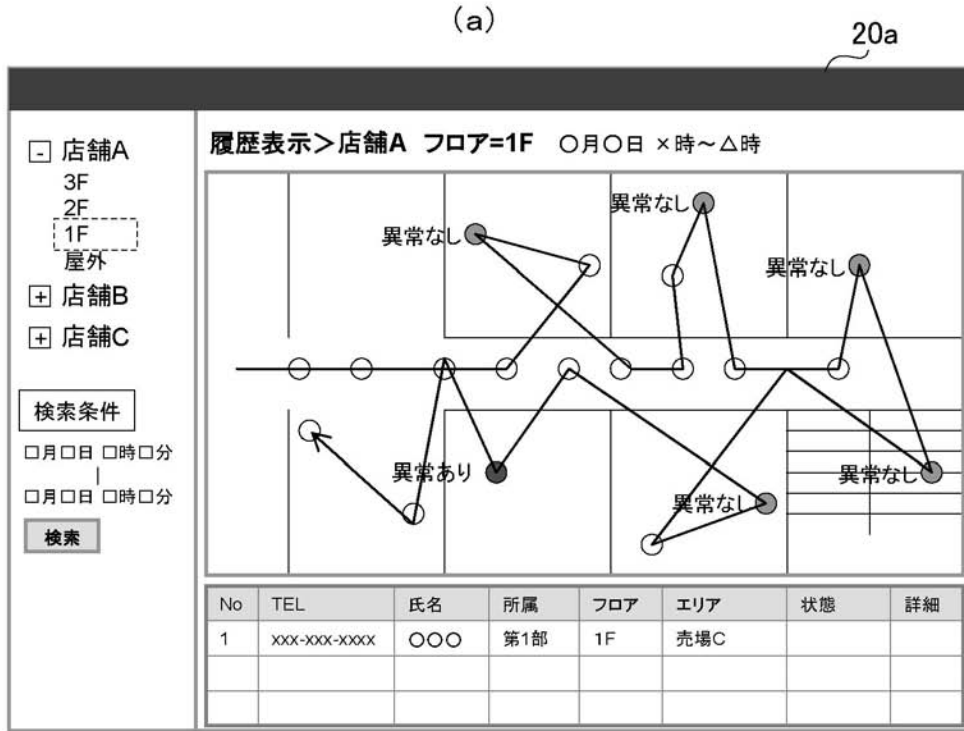 (a)
20a
- 店舗A
3F
2F
1F
屋外
+ 店舗B
+ 店舗C
検索条件
□月□日 □時□分
|
□月□日 □時□分
検索
履歴表示>店舗A フロア=1F ○月○日 ×時~△時
異常なし
異常なし
異常なし
異常あり
異常なし
異常なし
No TEL 氏名 所属 フロア エリア 状態 詳細
1 xxx-xxx-xxxx ○○○ 第1部 1F 売場C